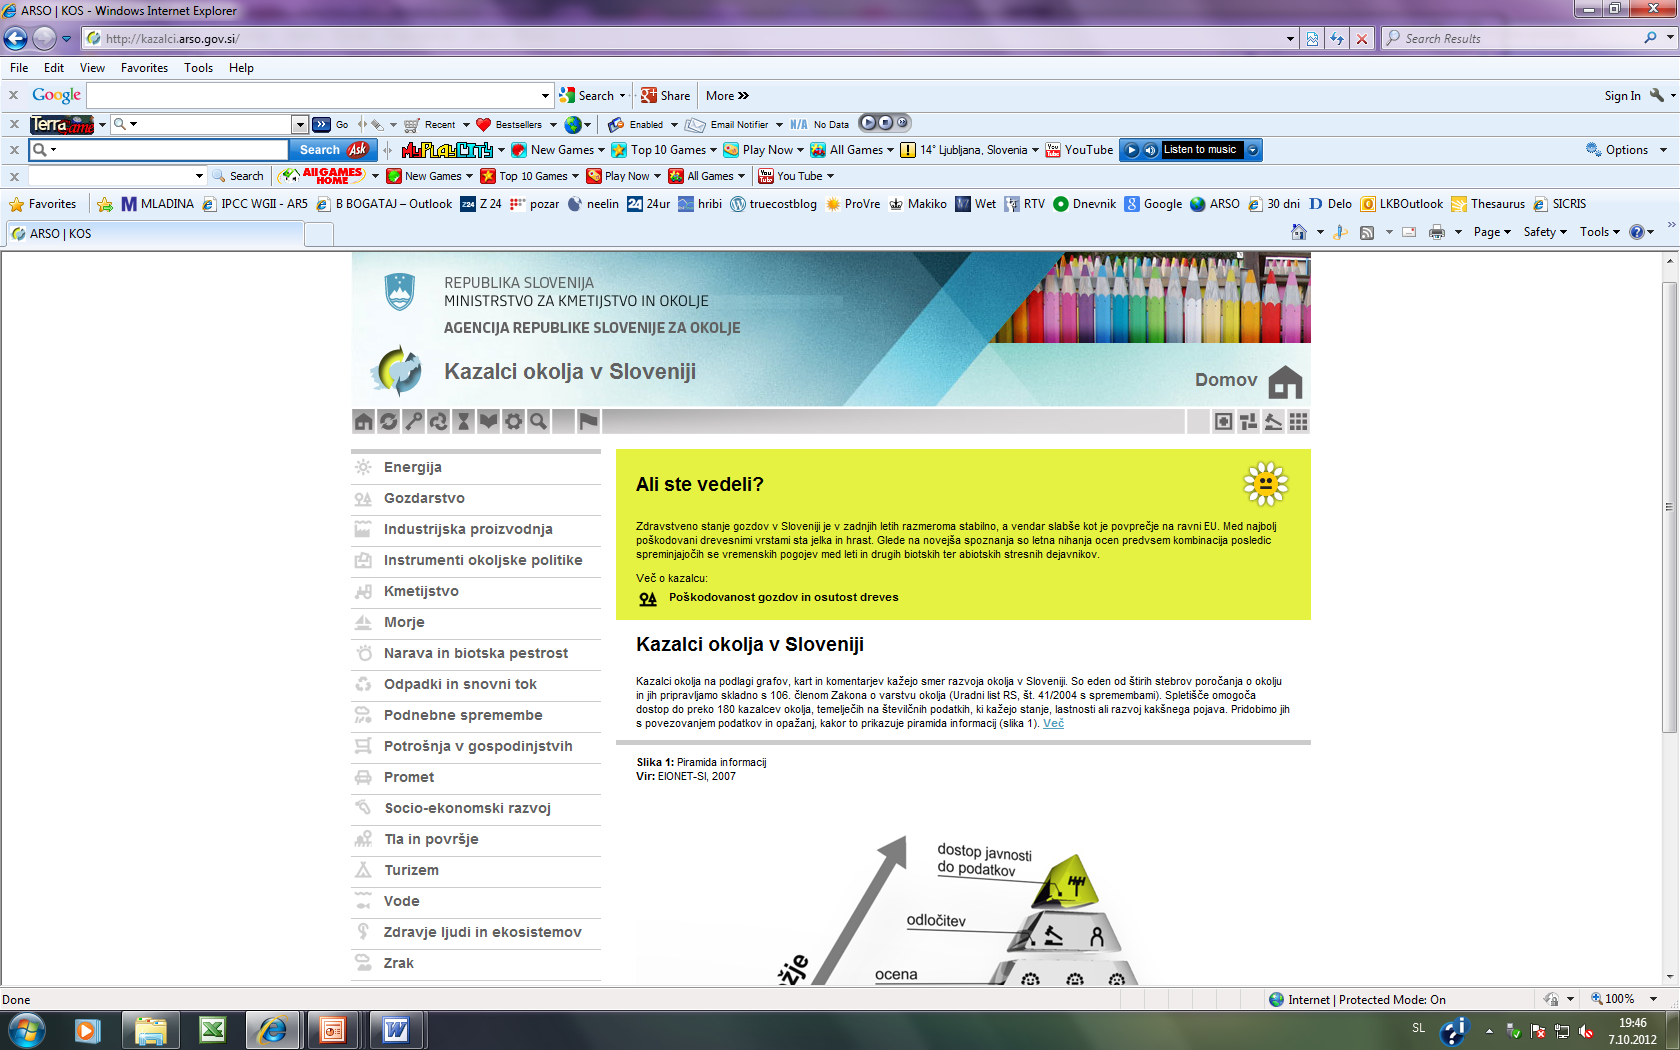 ARSO | KOS - Windows Internet Explorer
http://kazalci.arso.gov.si/
Search Results
File Edit View Favorites Tools Help
x Google Search Share More » Sign In
x Terra Game Go Recent Bestsellers Enabled Email Notifier N/A No Data
x Search Ask MYPLAYCITY New Games Top 10 Games Play Now All Games 14° Ljubljana, Slovenia YouTube Listen to music Options
x Search ALLGAMES HOME New Games Top 10 Games Play Now All Games You Tube
Favorites MLADINA IPCC WGII - AR5 B BOGATAJ – Outlook Z 24 pozar neelin 24ur hribi truecostblog ProVre Makiko Wet RTV Dnevnik Google ARSO 30 dni Delo LKBOutlook Thesaurus SICRIS
ARSO | KOS
Page Safety Tools
REPUBLIKA SLOVENIJA
MINISTRSTVO ZA KMETIJSTVO IN OKOLJE
AGENCIJA REPUBLIKE SLOVENIJE ZA OKOLJE
Kazalci okolja v Sloveniji
Domov
Energija
Gozdarstvo
Industrijska proizvodnja
Instrumenti okoljske politike
Kmetijstvo
Morje
Narava in biotska pestrost
Odpadki in snovni tok
Podnebne spremembe
Potrošnja v gospodinjstvih
Promet
Socio-ekonomski razvoj
Tla in površje
Turizem
Vode
Zdravje ljudi in ekosistemov
Zrak
Ali ste vedeli?
Zdravstveno stanje gozdov v Sloveniji je v zadnjih letih razmeroma stabilno, a vendar slabše kot je povprečje na ravni EU. Med najbolj
poškodovani drevesnimi vrstami sta jelka in hrast. Glede na novejša spoznanja so letna nihanja ocen predvsem kombinacija posledic
spreminjajočih se vremenskih pogojev med leti in drugih biotskih ter abiotskih stresnih dejavnikov.
Več o kazalcu:
Poškodovanost gozdov in osutost dreves
Kazalci okolja v Sloveniji
Kazalci okolja na podlagi grafov, kart in komentarjev kažejo smer razvoja okolja v Sloveniji. So eden od štirih stebrov poročanja o okolju
in jih pripravljamo skladno s 106. členom Zakona o varstvu okolja (Uradni list RS, št. 41/2004 s spremembami). Spletišče omogoča
dostop do preko 180 kazalcev okolja, temelječih na številčnih podatkih, ki kažejo stanje, lastnosti ali razvoj kakšnega pojava. Pridobimo jih
s povezovanjem podatkov in opažanj, kakor to prikazuje piramida informacij (slika 1). Več
Slika 1: Piramida informacij
Vir: EIONET-SI, 2007
dostop javnosti
do podatkov
odločitev
ocena
Done
Internet | Protected Mode: On
100%
SL
19:46
7.10.2012